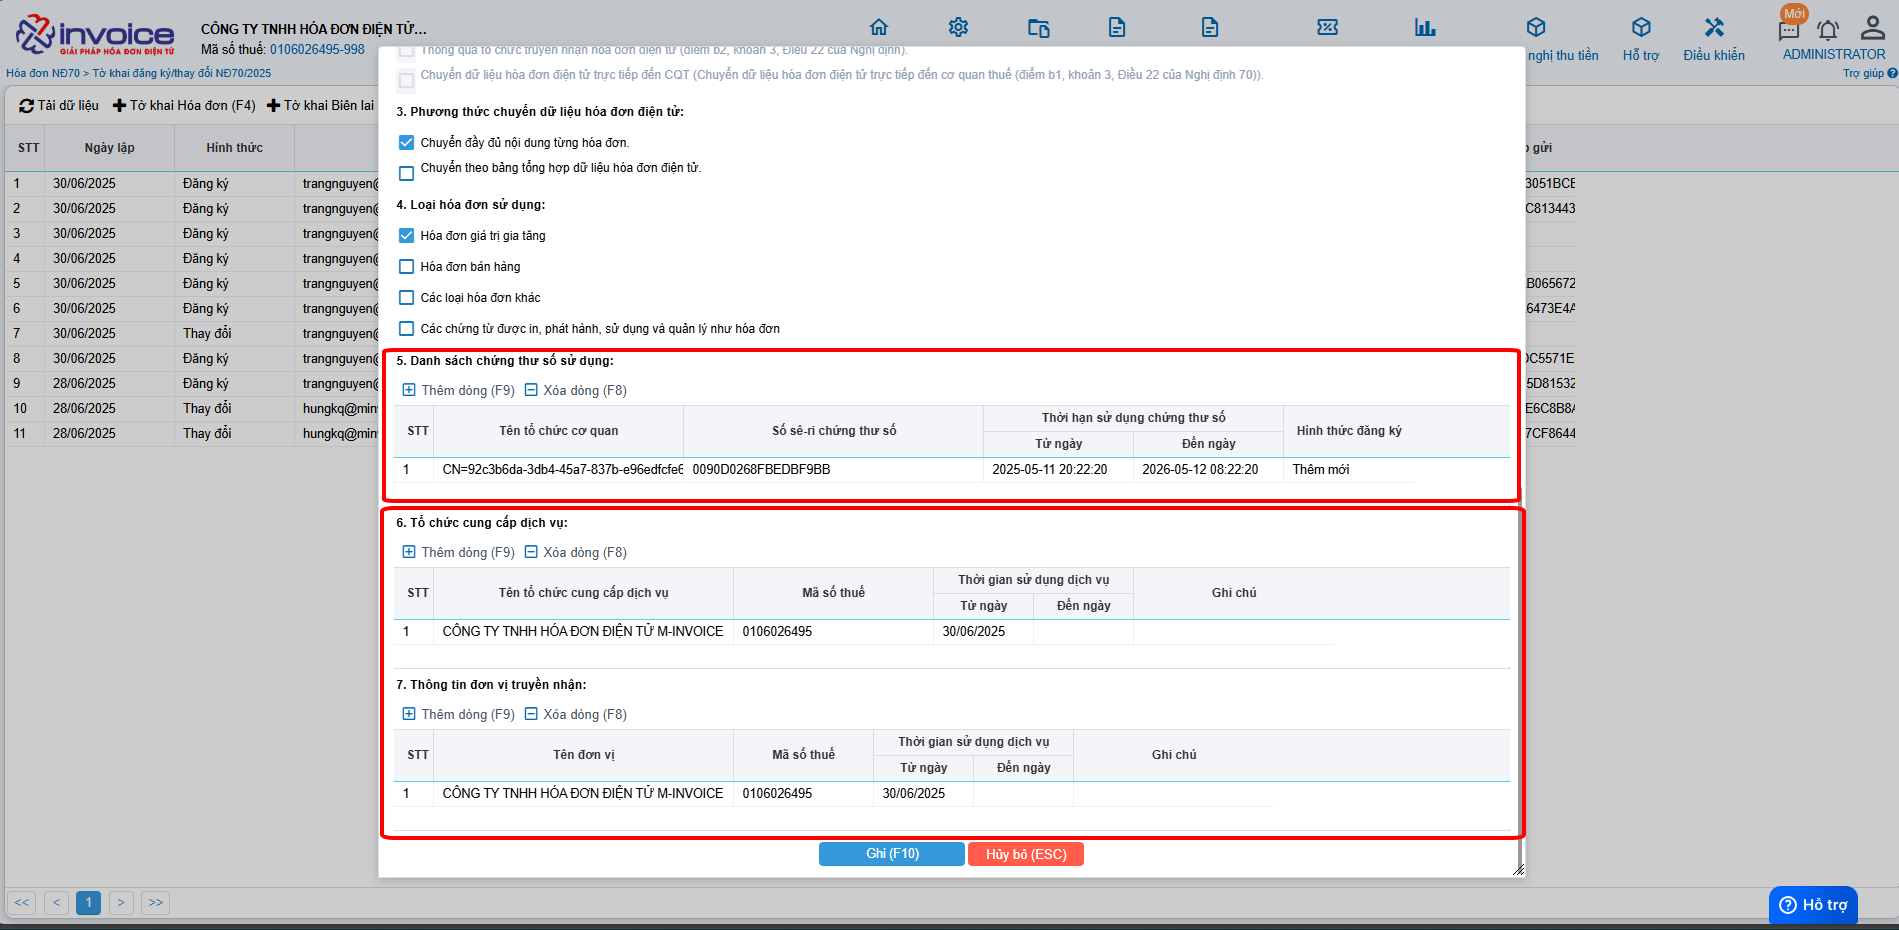 invoice
GIẢI PHÁP HÓA ĐƠN ĐIỆN TỬ
CÔNG TY TNHH HÓA ĐƠN ĐIỆN TỬ...
Mã số thuế: 0106026495-998
Mới
nghị thu tiền
Hỗ trợ
Điều khiển
ADMINISTRATOR
Hóa đơn NĐ70 > Tờ khai đăng ký/thay đổi NĐ70/2025
Trợ giúp
Tải dữ liệu
Tờ khai Hóa đơn (F4)
Tờ khai Biên lai
STT Ngày lập Hình thức gửi
1 30/06/2025 Đăng ký trangnguyen@ 3051BCE
2 30/06/2025 Đăng ký trangnguyen@ C813443
3 30/06/2025 Đăng ký trangnguyen@
4 30/06/2025 Đăng ký trangnguyen@
5 30/06/2025 Đăng ký trangnguyen@ B065672
6 30/06/2025 Đăng ký trangnguyen@ 6473E4A
7 30/06/2025 Thay đổi trangnguyen@
8 30/06/2025 Đăng ký trangnguyen@ DC5571E
9 28/06/2025 Đăng ký trangnguyen@ 5D81532
10 28/06/2025 Thay đổi hungkq@min E6C8B8A
11 28/06/2025 Thay đổi hungkq@min 7CF8644
Thông qua tổ chức truyền nhận hóa đơn điện tử (điểm b2, khoản 3, Điều 22 của Nghị định).
Chuyển dữ liệu hóa đơn điện tử trực tiếp đến CQT (Chuyển dữ liệu hóa đơn điện tử trực tiếp đến cơ quan thuế (điểm b1, khoản 3, Điều 22 của Nghị định 70)).
3. Phương thức chuyển dữ liệu hóa đơn điện tử:
Chuyển đầy đủ nội dung từng hóa đơn.
Chuyển theo bảng tổng hợp dữ liệu hóa đơn điện tử.
4. Loại hóa đơn sử dụng:
Hóa đơn giá trị gia tăng
Hóa đơn bán hàng
Các loại hóa đơn khác
Các chứng từ được in, phát hành, sử dụng và quản lý như hóa đơn
5. Danh sách chứng thư số sử dụng:
Thêm dòng (F9) Xóa dòng (F8)
STT Tên tổ chức cơ quan Số sê-ri chứng thư số Thời hạn sử dụng chứng thư số Hình thức đăng ký
Từ ngày Đến ngày
1 CN=92c3b6da-3db4-45a7-837b-e96edfcfe6 0090D0268FBEDBF9BB 2025-05-11 20:22:20 2026-05-12 08:22:20 Thêm mới
6. Tổ chức cung cấp dịch vụ:
Thêm dòng (F9) Xóa dòng (F8)
STT Tên tổ chức cung cấp dịch vụ Mã số thuế Thời gian sử dụng dịch vụ Ghi chú
Từ ngày Đến ngày
1 CÔNG TY TNHH HÓA ĐƠN ĐIỆN TỬ M-INVOICE 0106026495 30/06/2025
7. Thông tin đơn vị truyền nhận:
Thêm dòng (F9) Xóa dòng (F8)
STT Tên đơn vị Mã số thuế Thời gian sử dụng dịch vụ Ghi chú
Từ ngày Đến ngày
1 CÔNG TY TNHH HÓA ĐƠN ĐIỆN TỬ M-INVOICE 0106026495 30/06/2025
Ghi (F10) Hủy bỏ (ESC)
<< < 1 > >>
Hỗ trợ